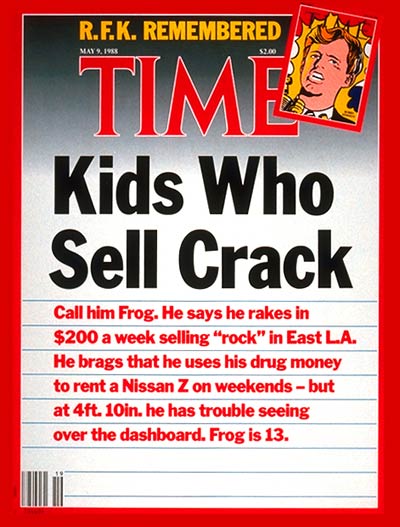 R.F.K. REMEMBERED
MAY 9, 1988 $2.00
TIME
Kids Who
Sell Crack
Call him Frog. He says he rakes in
$200 a week selling “rock” in East L.A.
He brags that he uses his drug money
to rent a Nissan Z on weekends – but
at 4ft. 10in. he has trouble seeing
over the dashboard. Frog is 13.
19